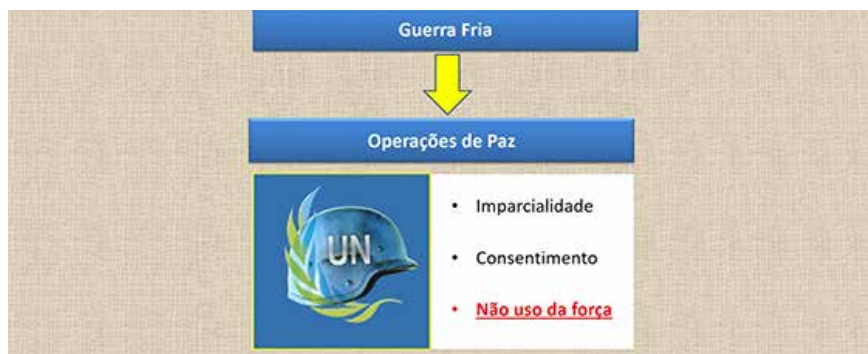 Guerra Fria
Operações de Paz
UN
• Imparcialidade
• Consentimento
• Não uso da força